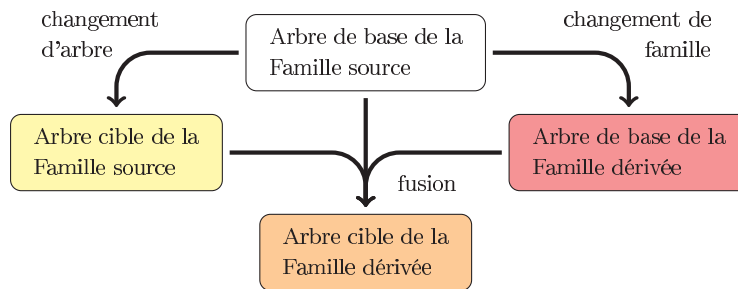 changement
d'arbre
Arbre de base de la
Famille source
changement de
famille
Arbre cible de la
Famille source
Arbre de base de la
Famille dérivée
fusion
Arbre cible de la
Famille dérivée